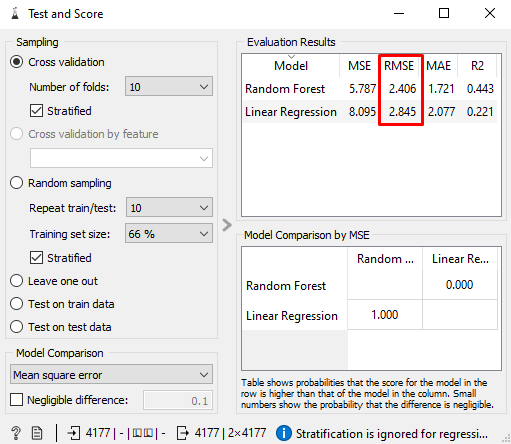 Test and Score
Sampling
Cross validation
Number of folds: 10
Stratified
Cross validation by feature
Random sampling
Repeat train/test: 10
Training set size: 66 %
Stratified
Leave one out
Test on train data
Test on test data
Model Comparison
Mean square error
Negligible difference: 0.1
Evaluation Results
Model MSE RMSE MAE R2
Random Forest 5.787 2.406 1.721 0.443
Linear Regression 8.095 2.845 2.077 0.221
Model Comparison by MSE
Random ... Linear Re...
Random Forest 0.000
Linear Regression 1.000
Table shows probabilities that the score for the model in the
row is higher than that of the model in the column. Small
numbers show the probability that the difference is negligible.
? 4177 | - | | - 4177 | 2×4177 Stratification is ignored for regressi...